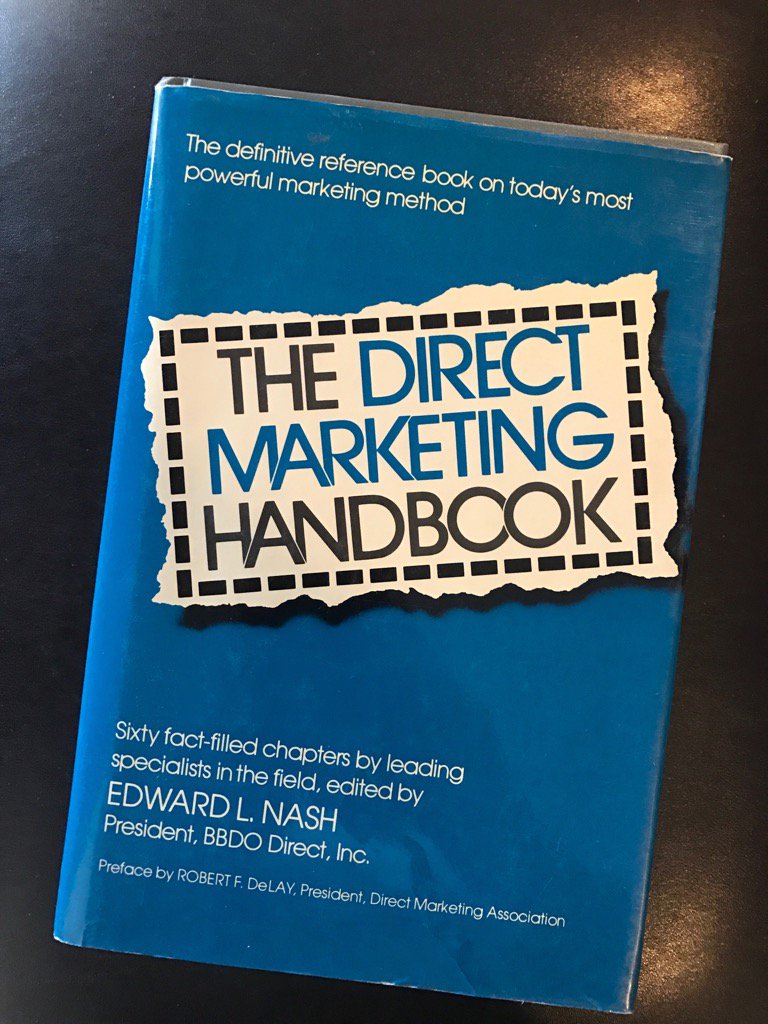 The definitive reference book on today's most
powerful marketing method
THE DIRECT
MARKETING
HANDBOOK
Sixty fact-filled chapters by leading
specialists in the field, edited by
EDWARD L. NASH
President, BBDO Direct, Inc.
Preface by ROBERT F. DeLAY, President, Direct Marketing Association